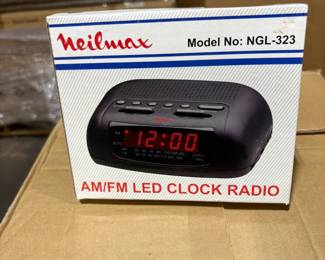 Neilmax
Model No: NGL-323
12:00
AM/FM LED CLOCK RADIO